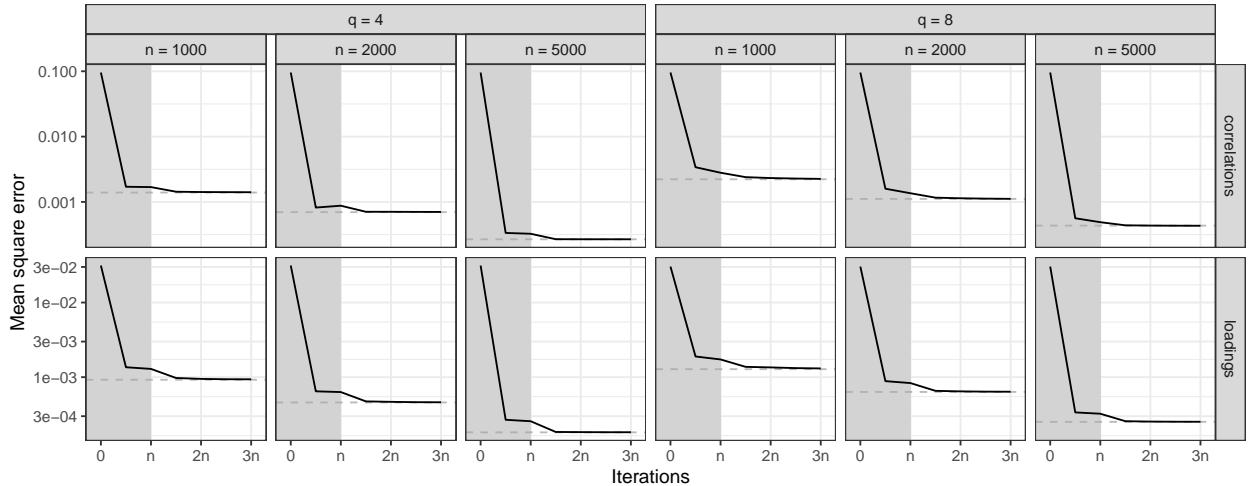 q = 4
q = 8
n = 1000
n = 2000
n = 5000
n = 1000
n = 2000
n = 5000
Mean square error
0.100
0.010
0.001
correlations
3e−02
1e−02
3e−03
1e−03
3e−04
loadings
0 n 2n 3n
0 n 2n 3n
0 n 2n 3n
0 n 2n 3n
0 n 2n 3n
0 n 2n 3n
Iterations